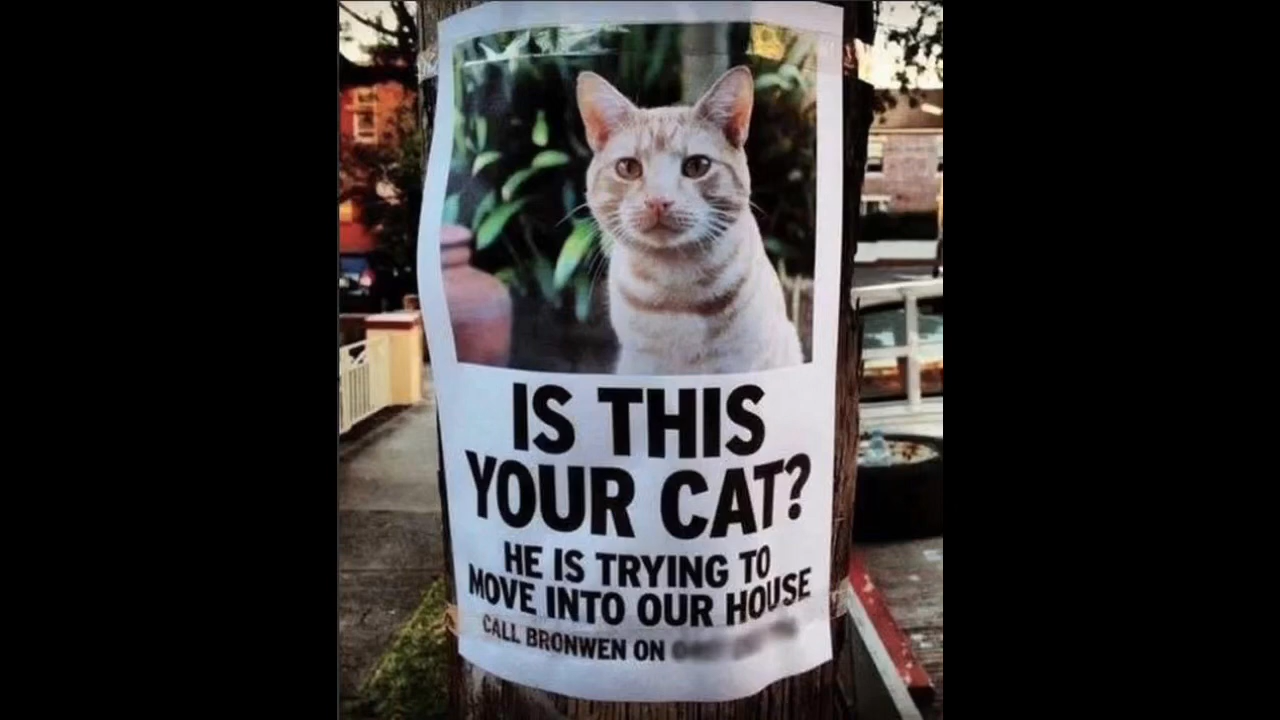 IS THIS
YOUR CAT?
HE IS TRYING TO
MOVE INTO OUR HOUSE
CALL BRONWEN ON